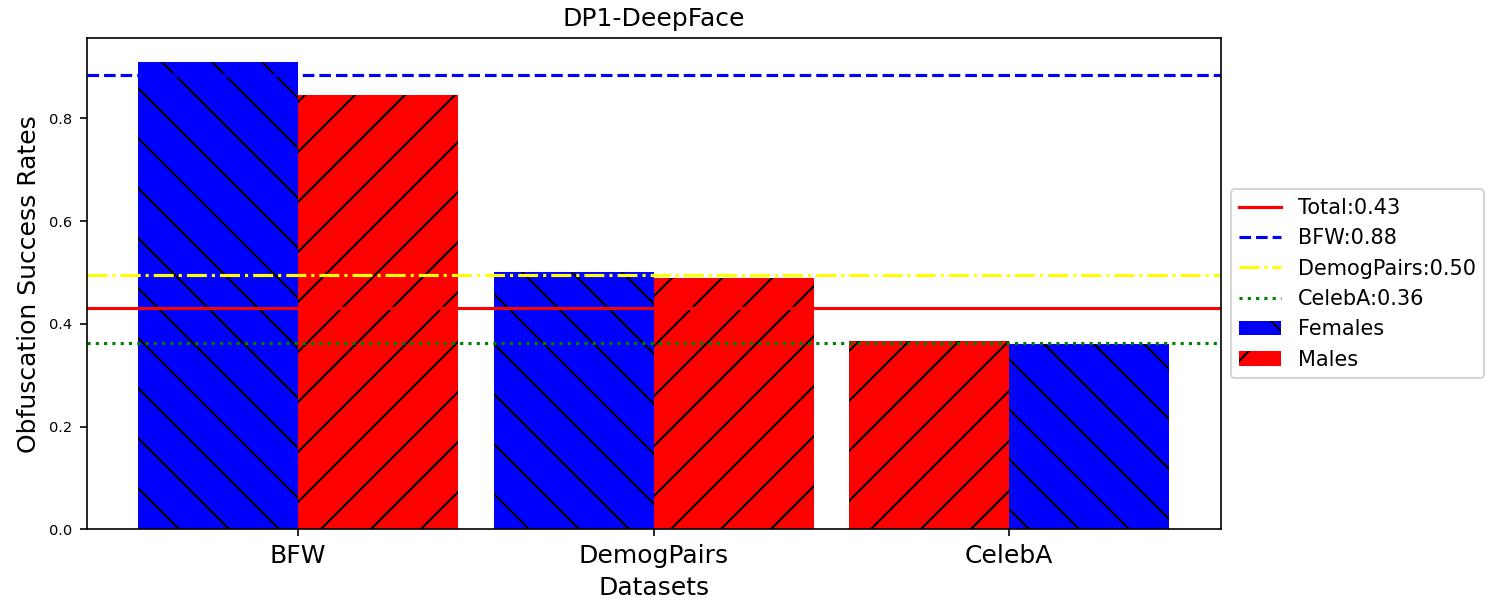 DP1-DeepFace
Obfuscation Success Rates
0.8
0.6
0.4
0.2
0.0
BFW
DemogPairs
CelebA
Datasets
Total:0.43
BFW:0.88
DemogPairs:0.50
CelebA:0.36
Females
Males